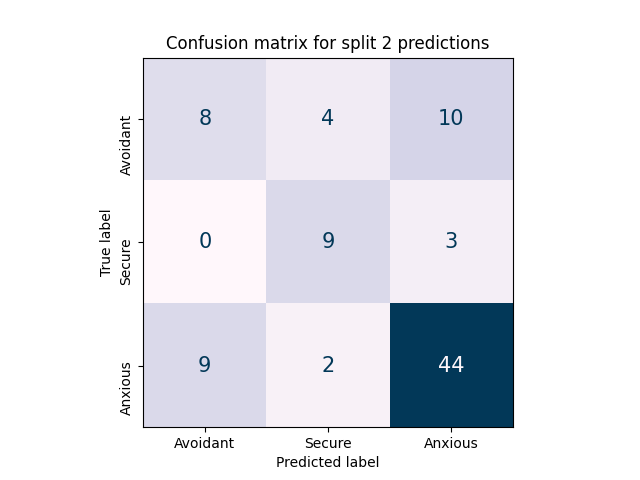 Confusion matrix for split 2 predictions
True label
Avoidant
8 4 10
Secure
0 9 3
Anxious
9 2 44
Avoidant Secure Anxious
Predicted label